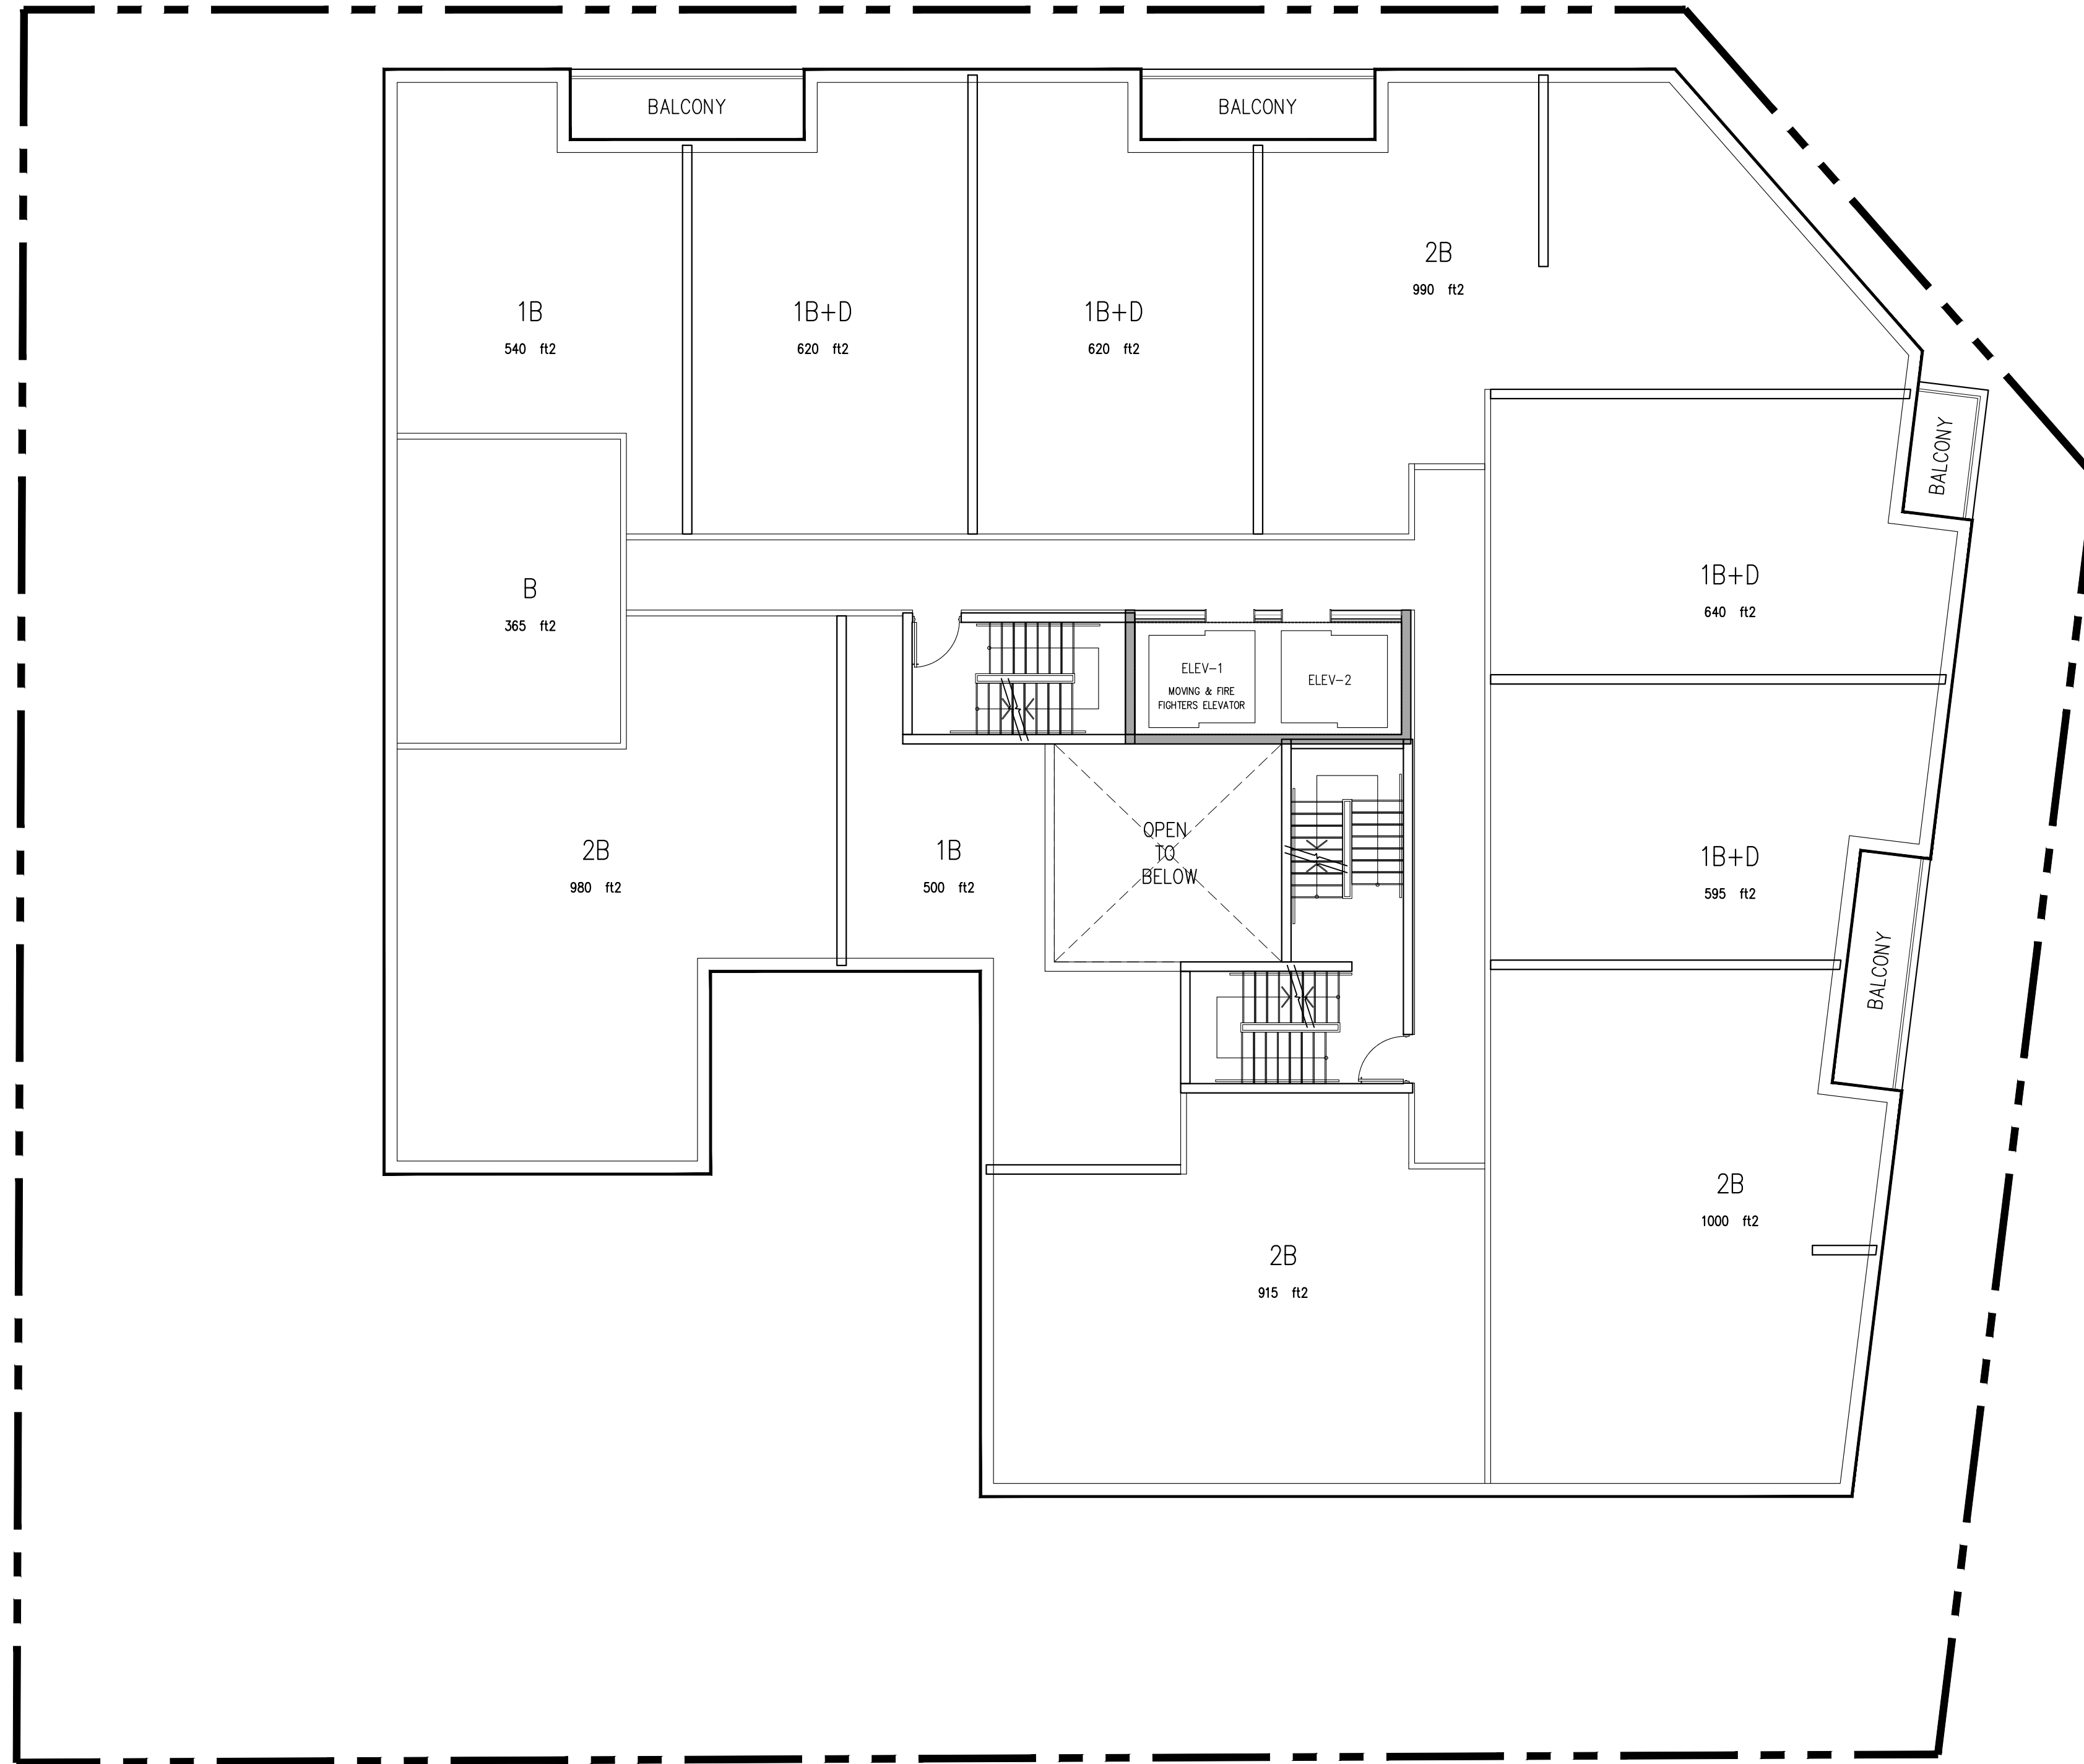 BALCONY
BALCONY
2B
990 ft2
1B
540 ft2
1B+D
620 ft2
1B+D
620 ft2
BALCONY
B
365 ft2
1B+D
640 ft2
ELEV-1
MOVING & FIRE
FIGHTERS ELEVATOR
ELEV-2
2B
980 ft2
1B
500 ft2
OPEN
TO
BELOW
1B+D
595 ft2
BALCONY
2B
1000 ft2
2B
915 ft2